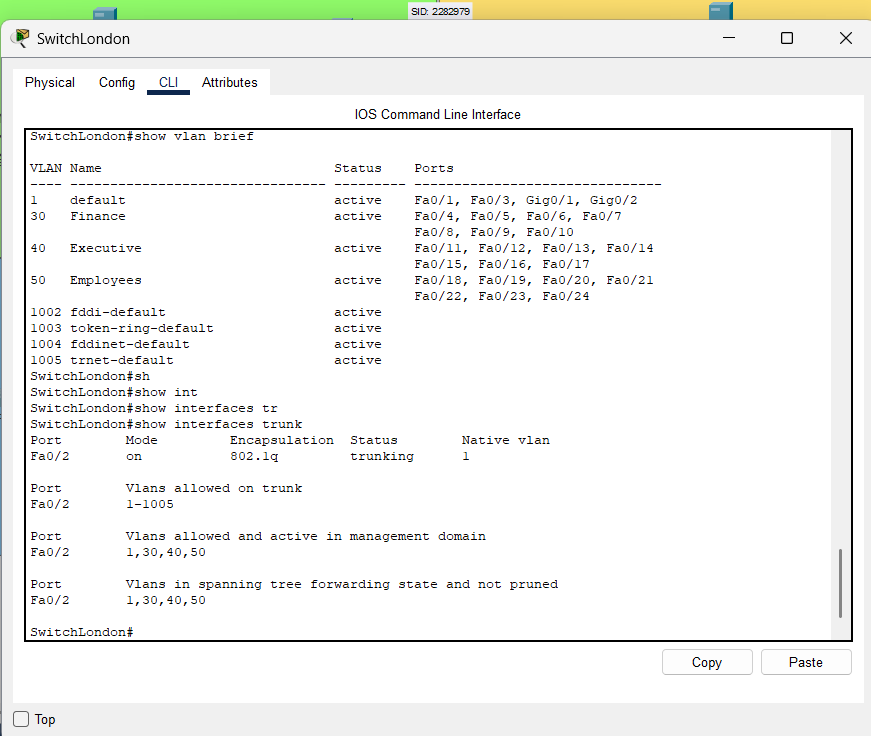 SID: 2282979
SwitchLondon
Physical Config CLI Attributes
IOS Command Line Interface
SwitchLondon#show vlan brief
VLAN Name                             Status    Ports
---- -------------------------------- --------- -------------------------------
1    default                          active    Fa0/1, Fa0/3, Gig0/1, Gig0/2
30   Finance                          active    Fa0/4, Fa0/5, Fa0/6, Fa0/7
                                                Fa0/8, Fa0/9, Fa0/10
40   Executive                        active    Fa0/11, Fa0/12, Fa0/13, Fa0/14
                                                Fa0/15, Fa0/16, Fa0/17
50   Employees                        active    Fa0/18, Fa0/19, Fa0/20, Fa0/21
                                                Fa0/22, Fa0/23, Fa0/24
1002 fddi-default                     active
1003 token-ring-default               active
1004 fddinet-default                  active
1005 trnet-default                    active
SwitchLondon#sh
SwitchLondon#show int
SwitchLondon#show interfaces tr
SwitchLondon#show interfaces trunk
Port        Mode         Encapsulation  Status        Native vlan
Fa0/2       on           802.1q         trunking      1
Port        Vlans allowed on trunk
Fa0/2       1-1005
Port        Vlans allowed and active in management domain
Fa0/2       1,30,40,50
Port        Vlans in spanning tree forwarding state and not pruned
Fa0/2       1,30,40,50
SwitchLondon#
Copy Paste
Top